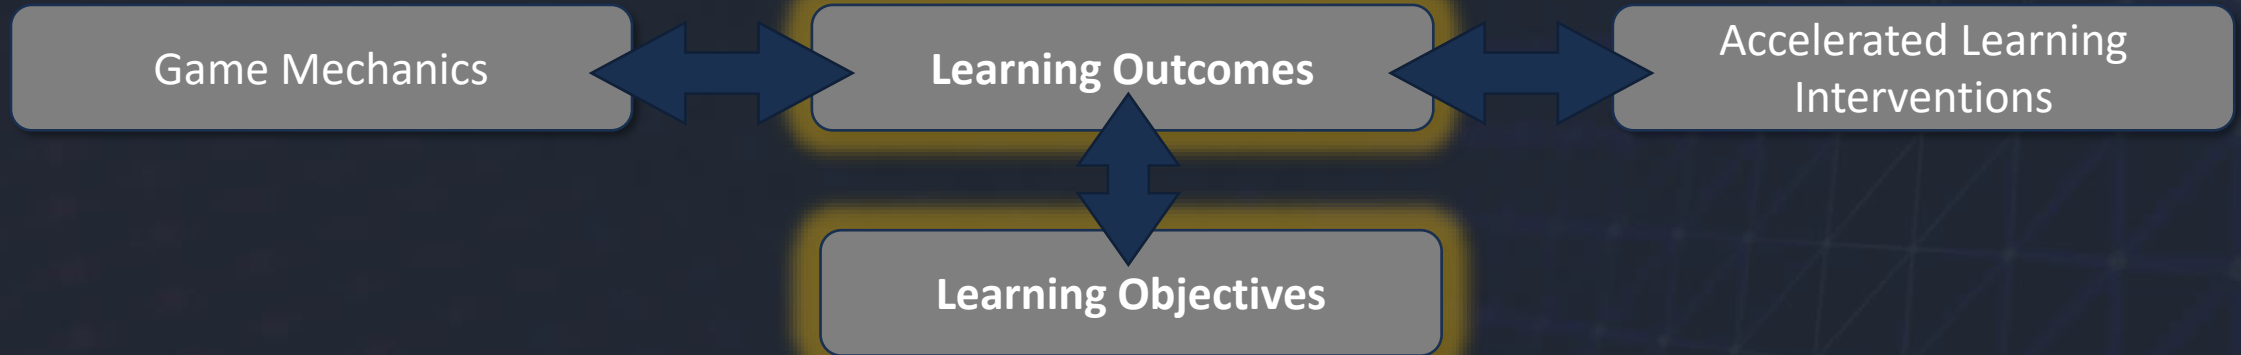 Game Mechanics
Learning Outcomes
Accelerated Learning
Interventions
Learning Objectives